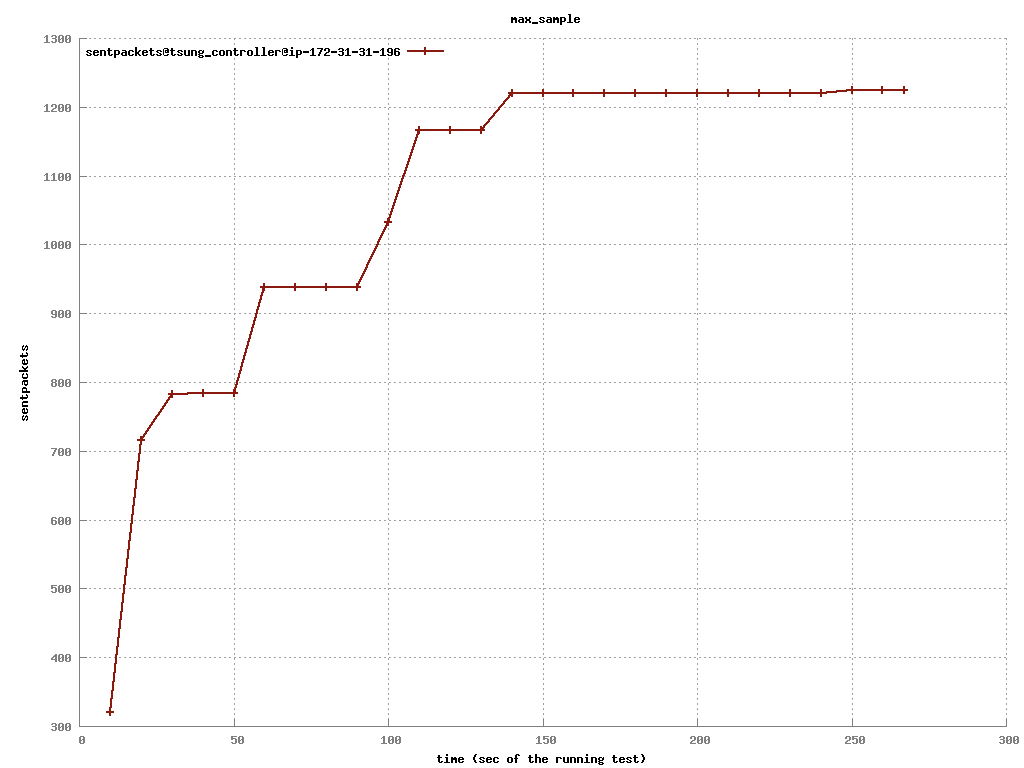 max_sample
1300
sentpackets@tsung_controller@ip-172-31-31-196
1200
1100
1000
900
800
700
600
500
400
300
sentpackets
0 50 100 150 200 250 300
time (sec of the running test)